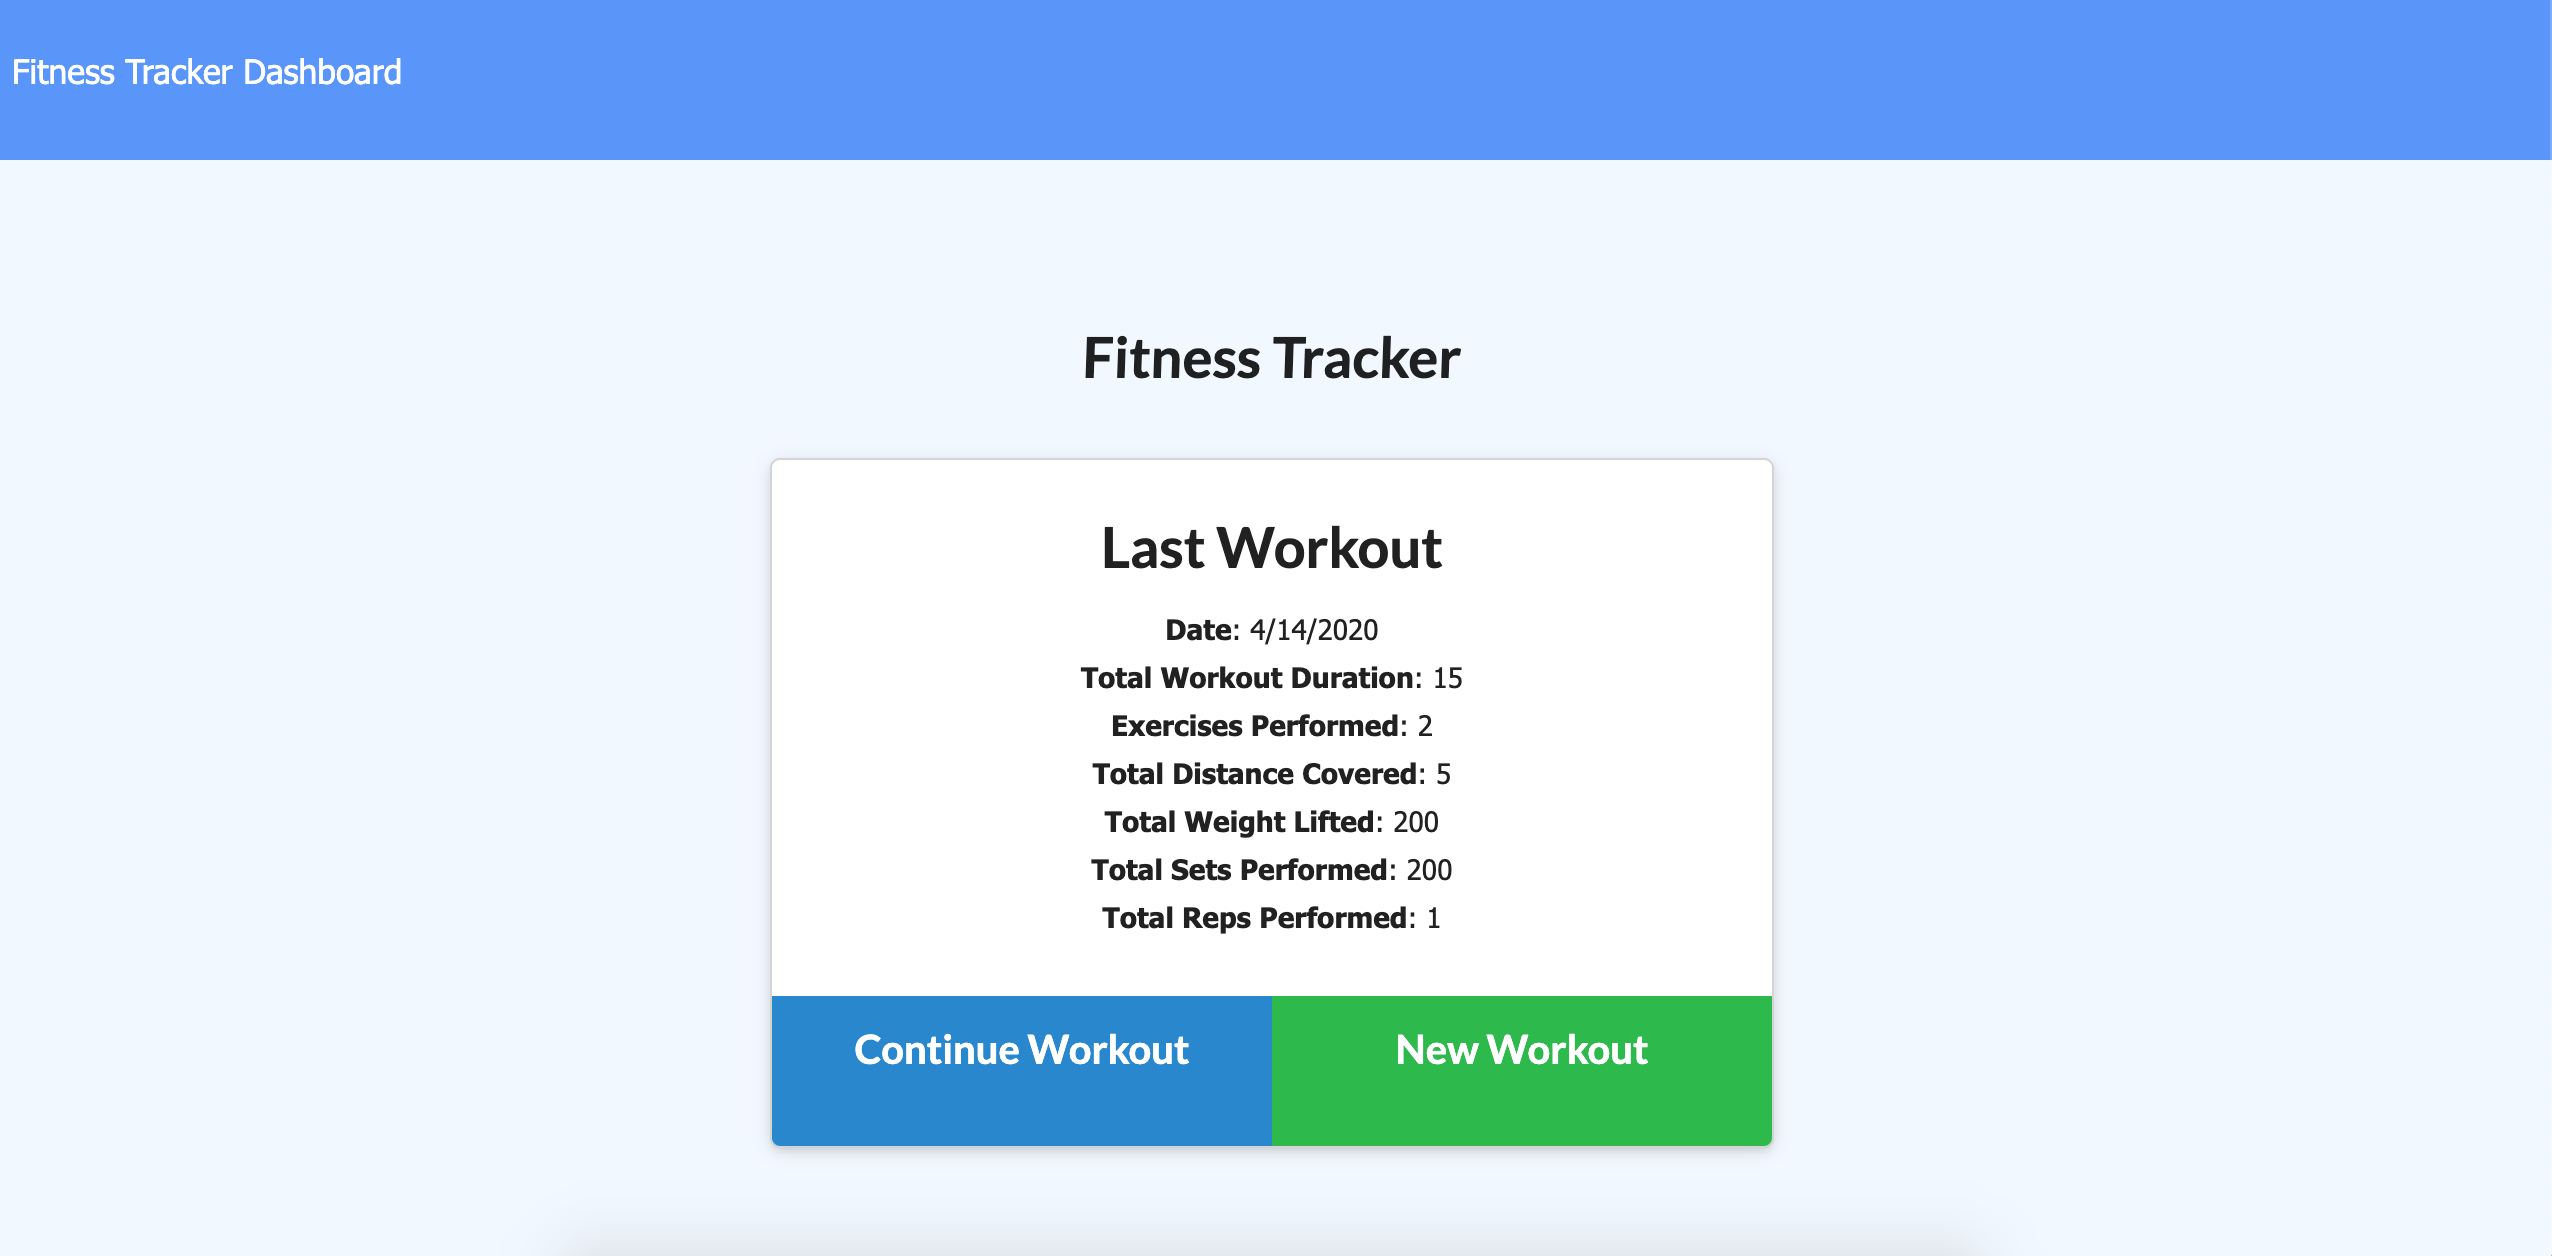 Fitness Tracker Dashboard
Fitness Tracker
Last Workout
Date: 4/14/2020
Total Workout Duration: 15
Exercises Performed: 2
Total Distance Covered: 5
Total Weight Lifted: 200
Total Sets Performed: 200
Total Reps Performed: 1
Continue Workout New Workout